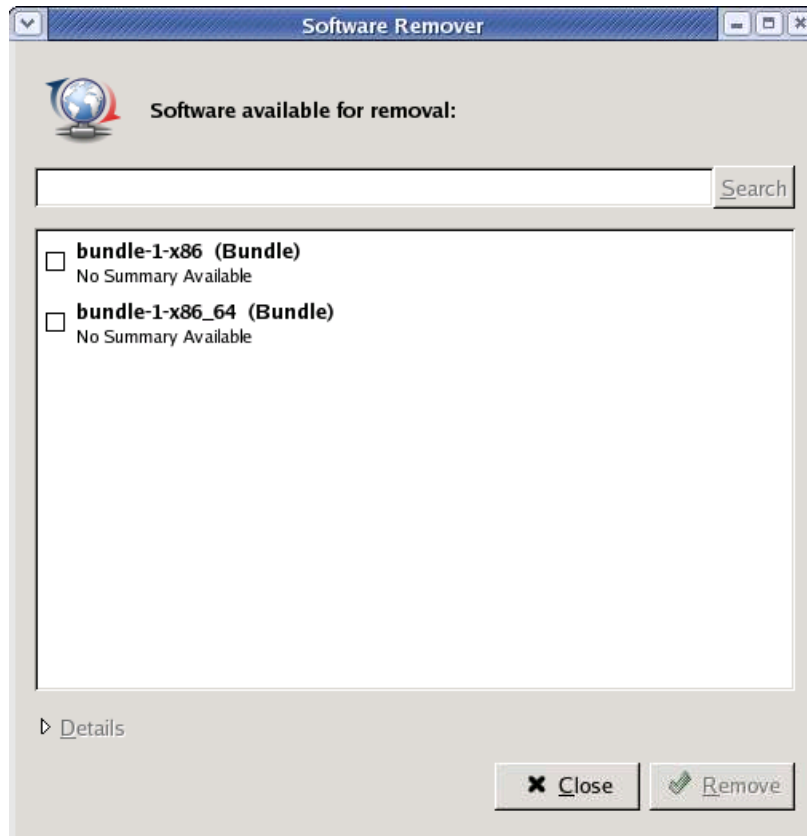 Software Remover
Software available for removal:
Search
bundle-1-x86 (Bundle)
No Summary Available
bundle-1-x86_64 (Bundle)
No Summary Available
Details
Close
Remove